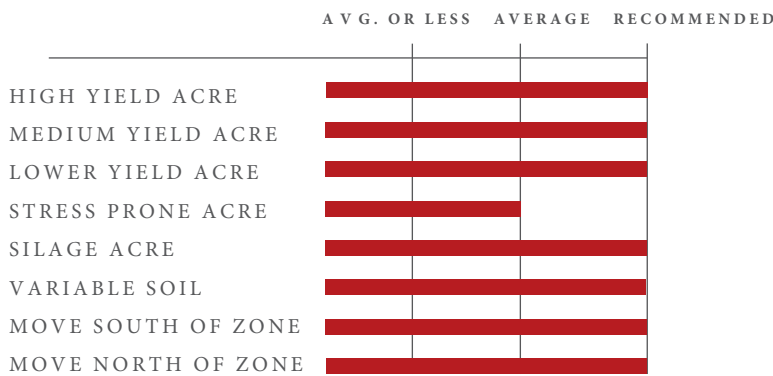 AVG. OR LESS AVERAGE RECOMMENDED
HIGH YIELD ACRE
MEDIUM YIELD ACRE
LOWER YIELD ACRE
STRESS PRONE ACRE
SILAGE ACRE
VARIABLE SOIL
MOVE SOUTH OF ZONE
MOVE NORTH OF ZONE